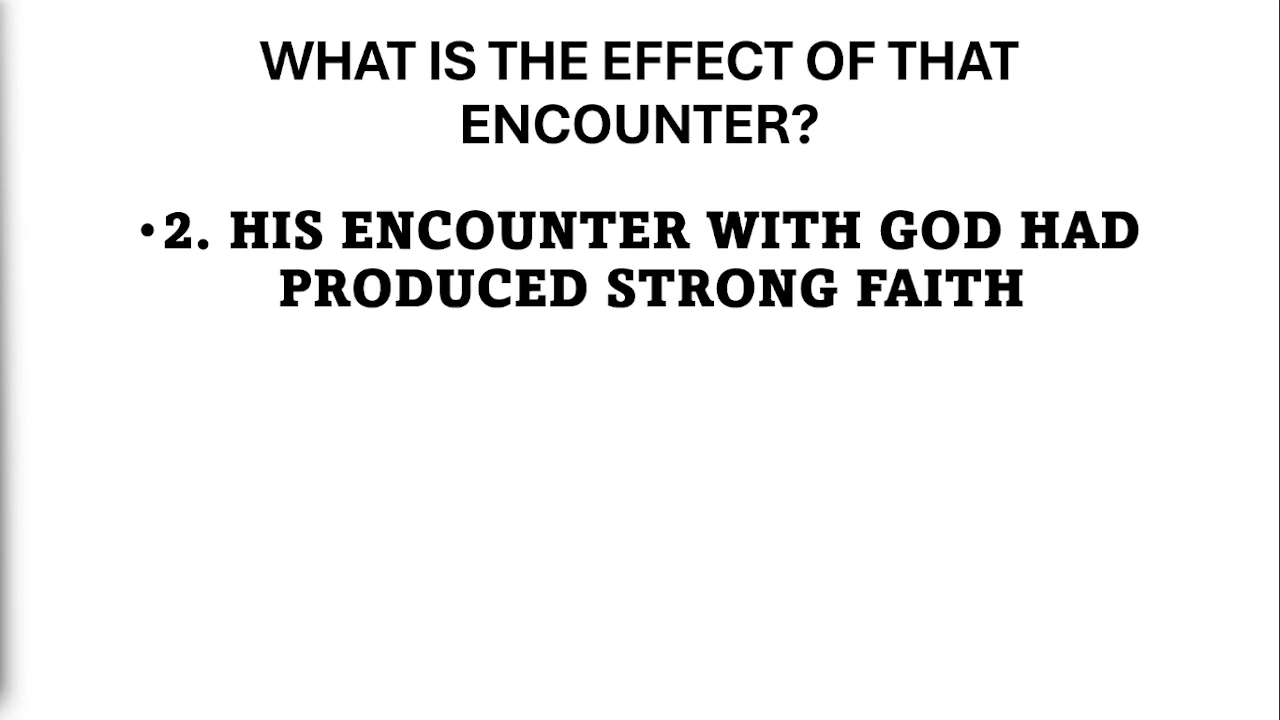 WHAT IS THE EFFECT OF THAT
ENCOUNTER?
•2. HIS ENCOUNTER WITH GOD HAD
PRODUCED STRONG FAITH